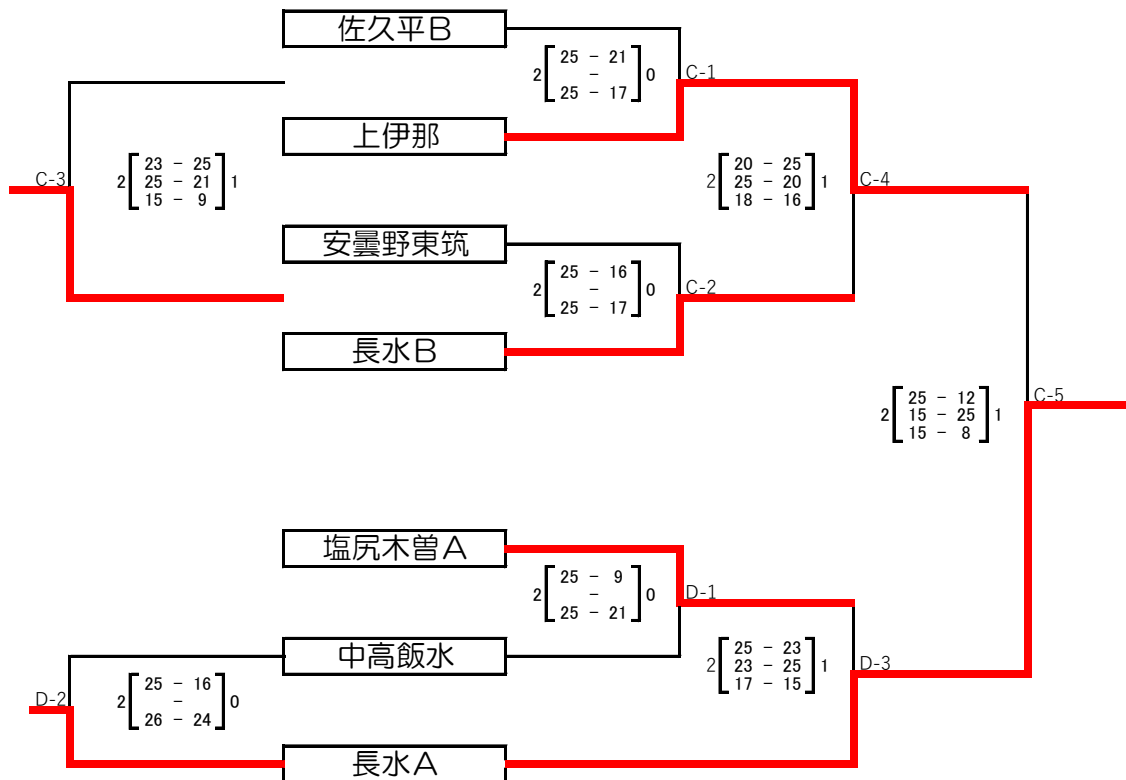 佐久平B
25 - 21
2 - 0
25 - 17
C-1
上伊那
23 - 25
2 25 - 21 1
15 - 9
C-3
20 - 25
2 25 - 20 1
18 - 16
C-4
安曇野東筑
25 - 16
2 - 0
25 - 17
C-2
長水B
25 - 12
2 15 - 25 1
15 - 8
C-5
塩尻木曽A
25 - 9
2 - 0
25 - 21
D-1
中高飯水
25 - 23
2 23 - 25 1
17 - 15
D-3
25 - 16
2 - 0
26 - 24
D-2
長水A